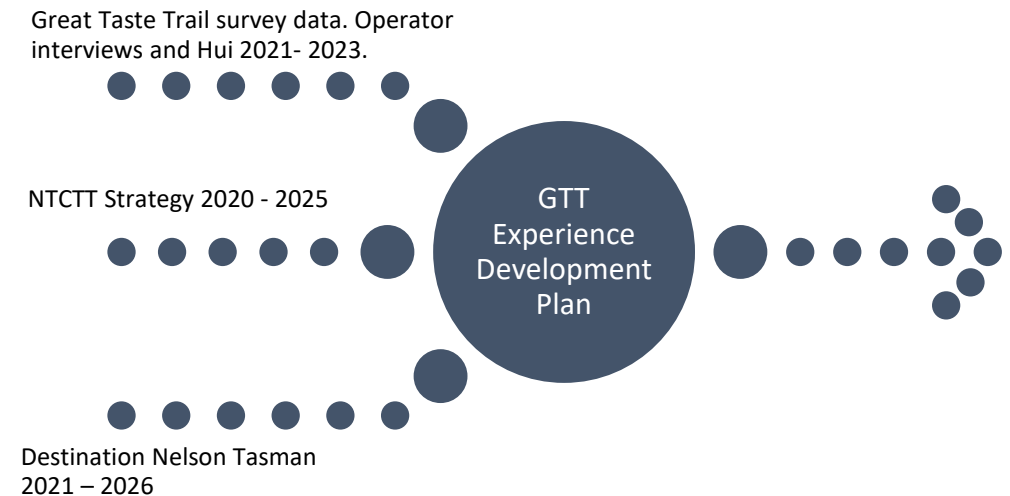 Great Taste Trail survey data. Operator
interviews and Hui 2021- 2023.
NTCTT Strategy 2020 - 2025
GTT
Experience
Development
Plan
Destination Nelson Tasman
2021 – 2026